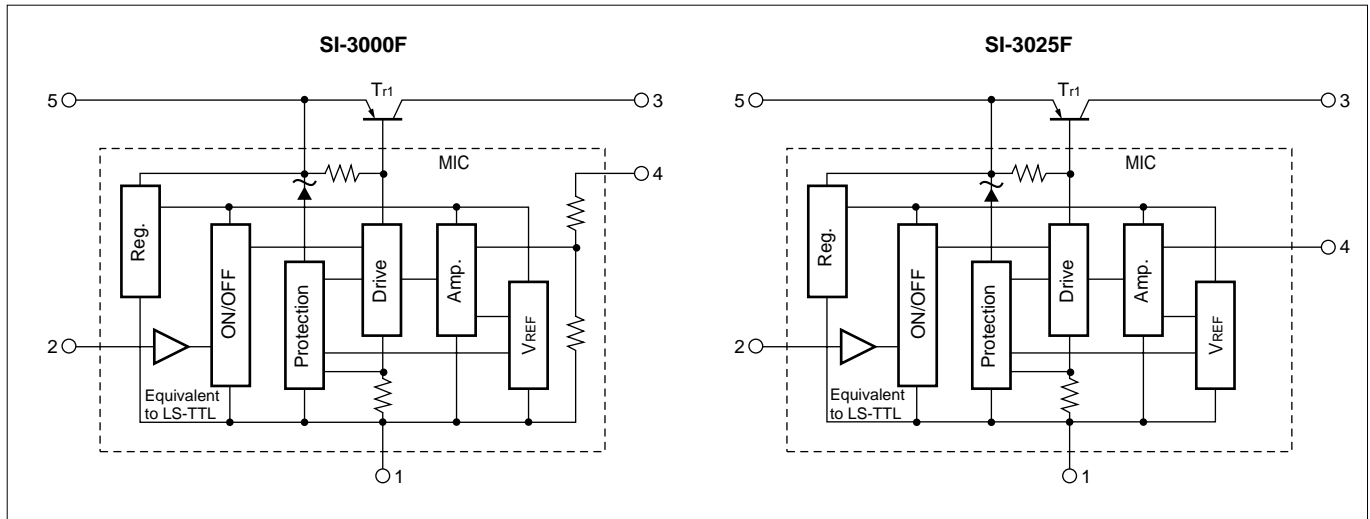 SI-3000F
5
Tr1
3
MIC
4
Reg.
ON/OFF
Protection
Drive
Amp.
VREF
2
Equivalent
to LS-TTL
1
SI-3025F
5
Tr1
3
MIC
Reg.
ON/OFF
Protection
Drive
Amp.
VREF
4
2
Equivalent
to LS-TTL
1